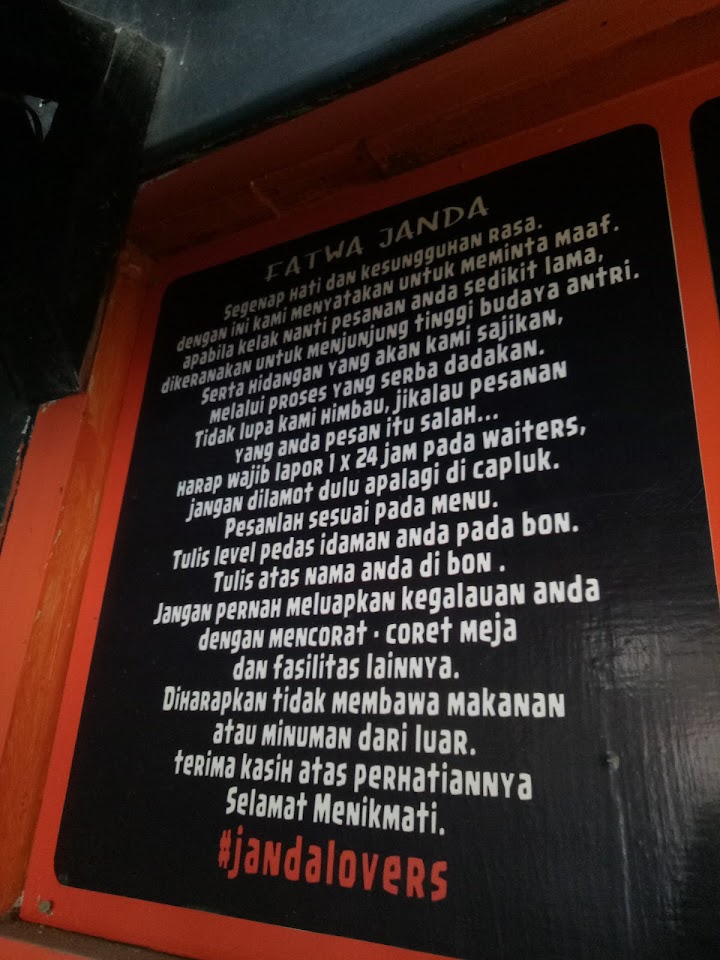 FATWA JANDA
Segenap hati dan kesungguhan rasa.
dengan ini kami menyatakan untuk meminta maaf.
apabila kelak nanti pesanan anda sedikit lama,
dikeranakan untuk menjunjung tinggi budaya antri.
Serta hidangan yang akan kami sajikan,
melalui proses yang serba dadakan.
Tidak lupa kami himbau, jikalau pesanan
yang anda pesan itu salah...
harap wajib lapor 1 x 24 jam pada waiters,
jangan dilamot dulu apalagi di capluk.
Pesanlah sesuai pada menu.
Tulis level pedas idaman anda pada bon.
Tulis atas nama anda di bon .
Jangan pernah meluapkan kegalauan anda
dengan mencorat - coret meja
dan fasilitas lainnya.
Diharapkan tidak membawa makanan
atau minuman dari luar.
terima kasih atas perhatiannya
Selamat Menikmati.
#jandalovers